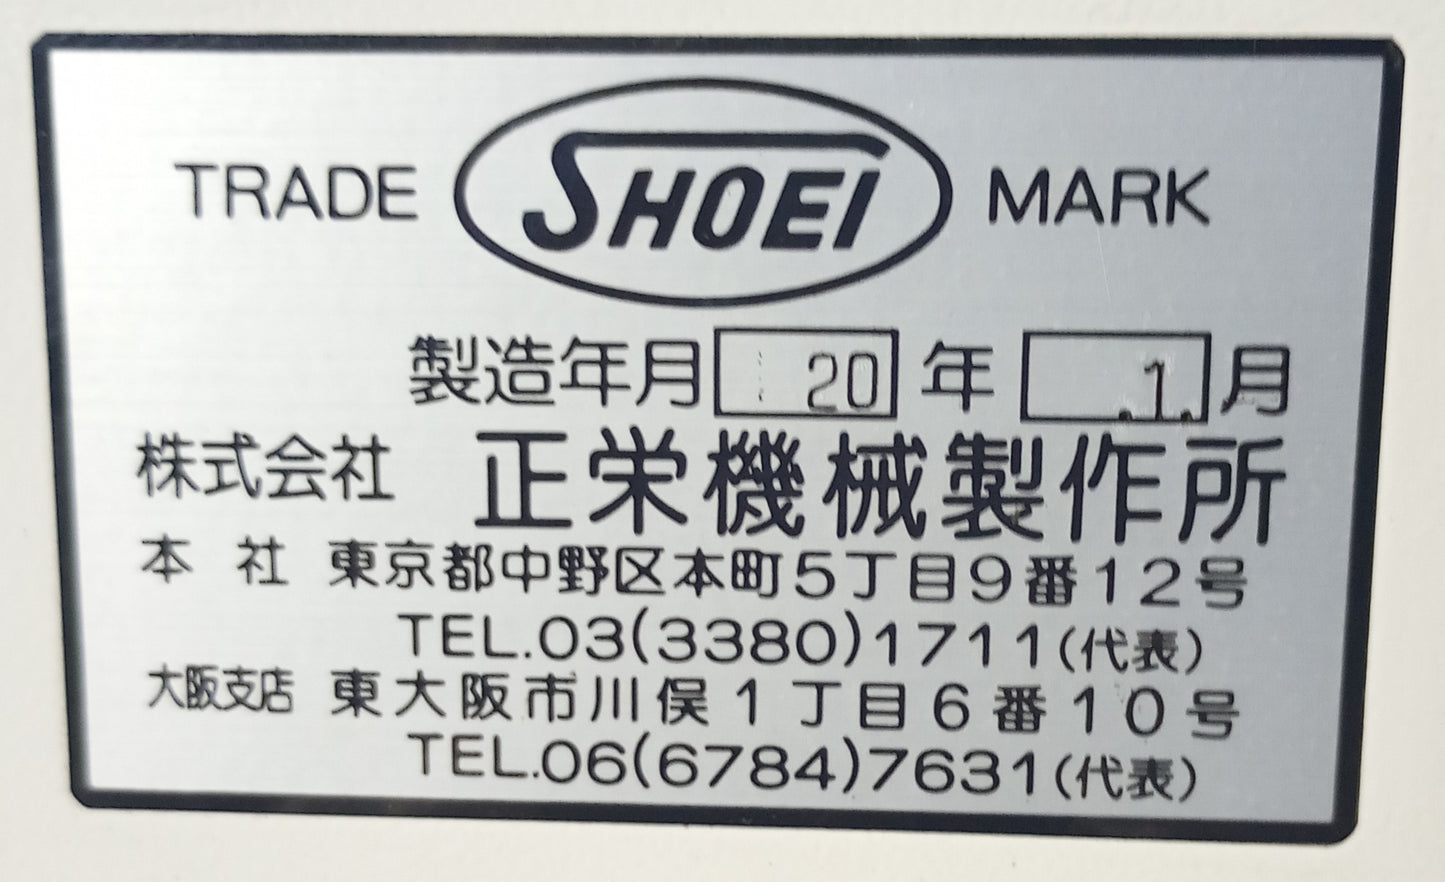 TRADE SHOEI MARK
製造年月 20 年 .1. 月
株式会社 正栄機械製作所
本社 東京都中野区本町5丁目9番12号
TEL.03(3380)1711(代表)
大阪支店 東大阪市川俣1丁目6番10号
TEL.06(6784)7631(代表)